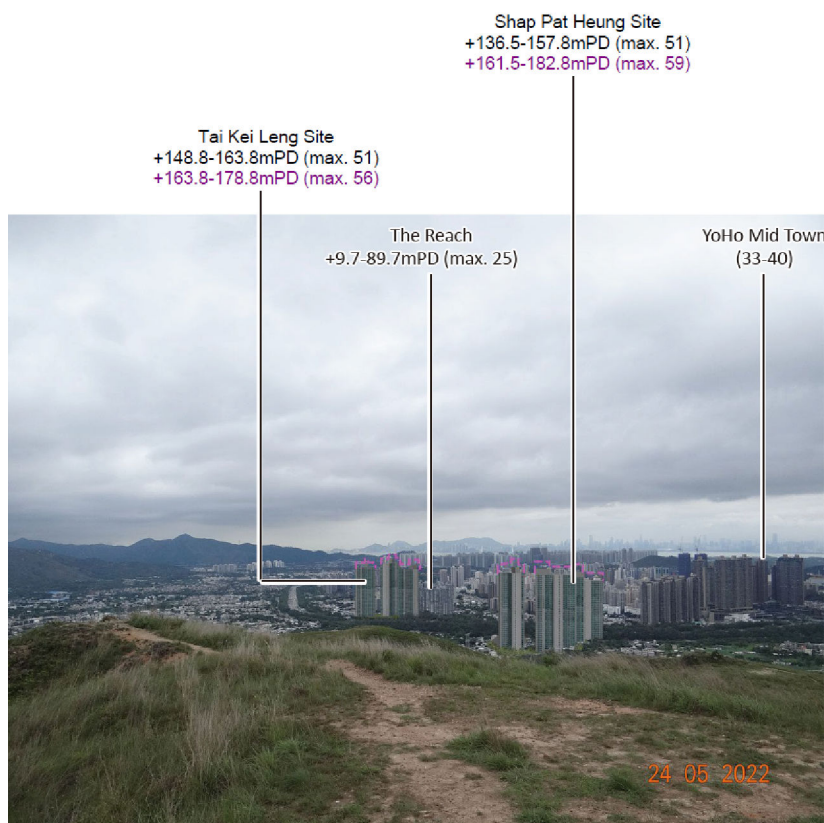 Shap Pat Heung Site
+136.5-157.8mPD (max. 51)
+161.5-182.8mPD (max. 59)
Tai Kei Leng Site
+148.8-163.8mPD (max. 51)
+163.8-178.8mPD (max. 56)
The Reach
+9.7-89.7mPD (max. 25)
YoHo Mid Town
(33-40)
24 05 2022